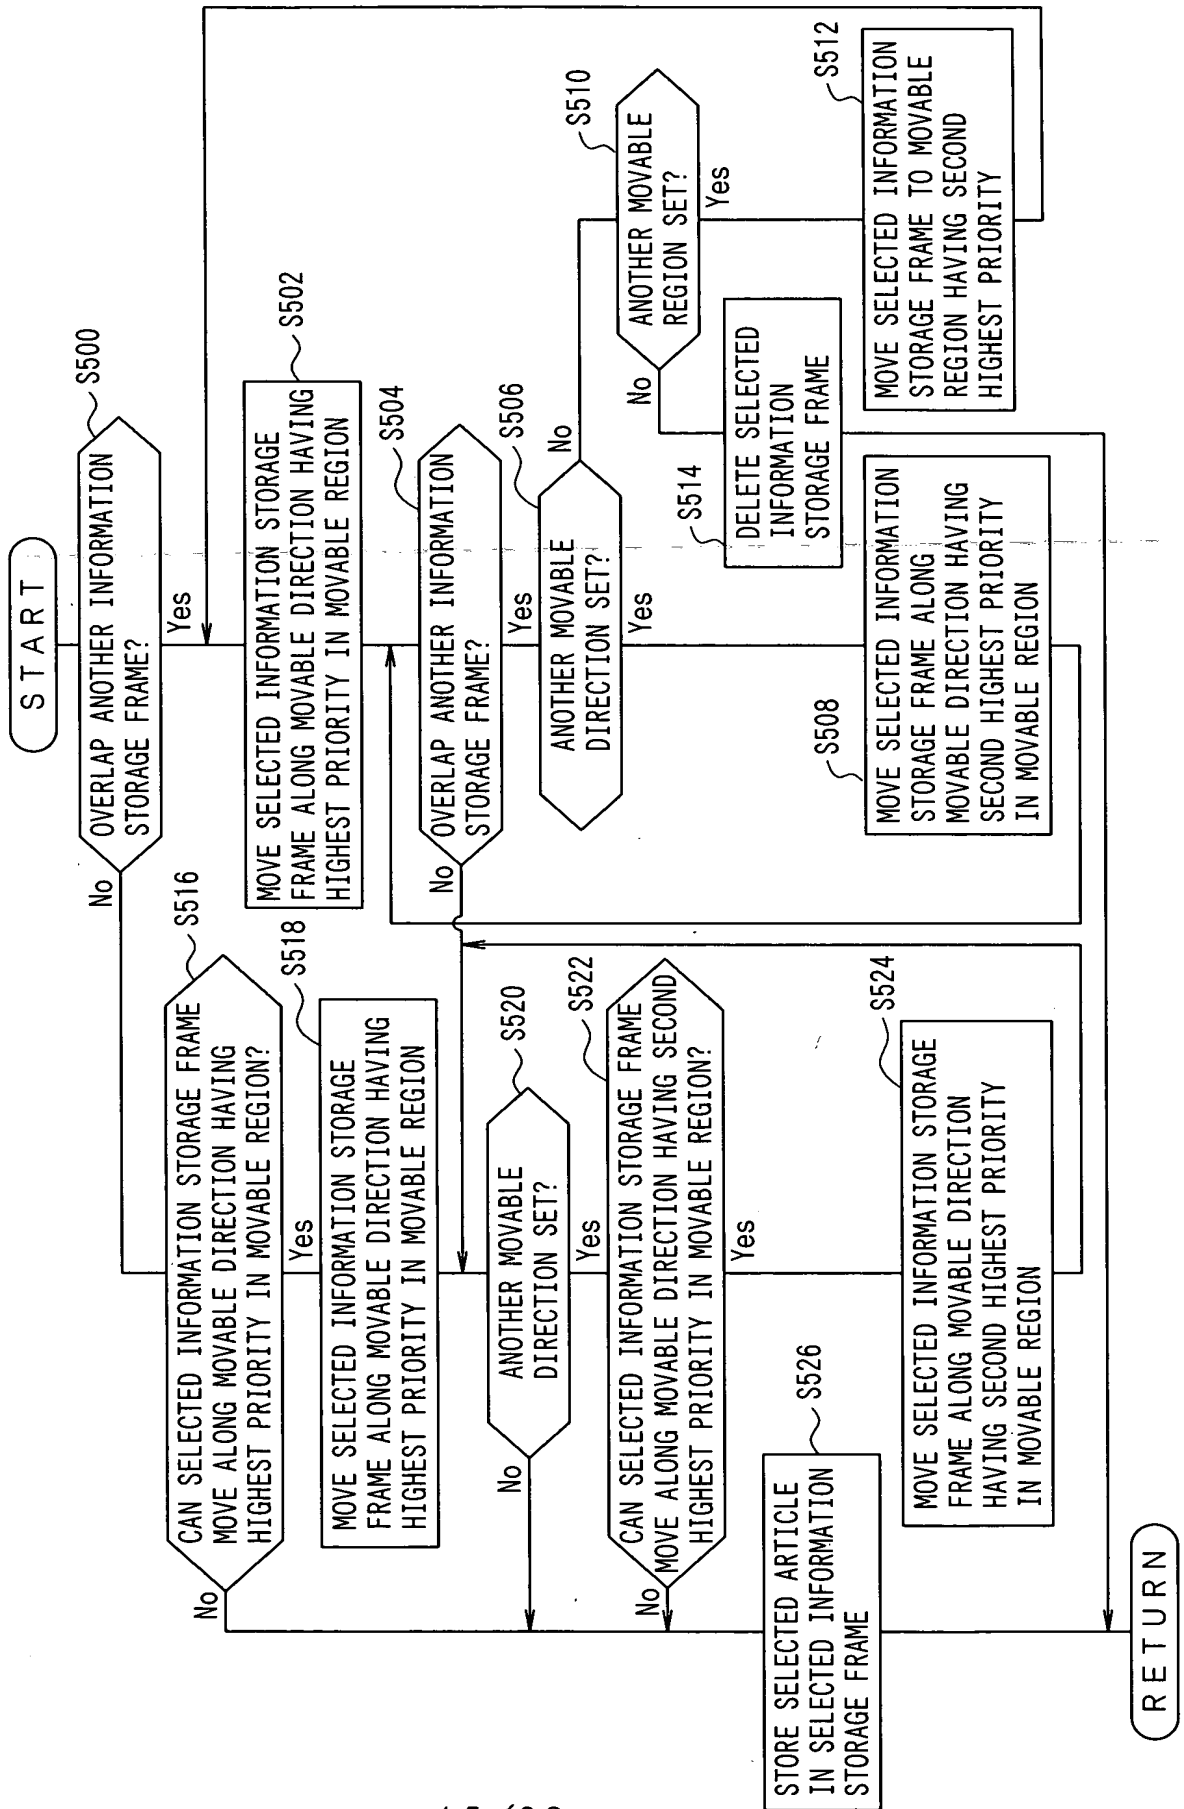 START
OVERLAP ANOTHER INFORMATION
STORAGE FRAME?
S500
No
Yes
MOVE SELECTED INFORMATION STORAGE
FRAME ALONG MOVABLE DIRECTION HAVING
HIGHEST PRIORITY IN MOVABLE REGION
S502
OVERLAP ANOTHER INFORMATION
STORAGE FRAME?
S504
No
Yes
ANOTHER MOVABLE
DIRECTION SET?
S506
No
Yes
MOVE SELECTED INFORMATION
STORAGE FRAME ALONG
MOVABLE DIRECTION HAVING
SECOND HIGHEST PRIORITY
IN MOVABLE REGION
S508
ANOTHER MOVABLE
REGION SET?
S510
No
Yes
MOVE SELECTED INFORMATION
STORAGE FRAME TO MOVABLE
REGION HAVING SECOND
HIGHEST PRIORITY
S512
DELETE SELECTED
INFORMATION
STORAGE FRAME
S514
CAN SELECTED INFORMATION STORAGE FRAME
MOVE ALONG MOVABLE DIRECTION HAVING
HIGHEST PRIORITY IN MOVABLE REGION?
S516
No
Yes
MOVE SELECTED INFORMATION STORAGE
FRAME ALONG MOVABLE DIRECTION HAVING
HIGHEST PRIORITY IN MOVABLE REGION
S518
ANOTHER MOVABLE
DIRECTION SET?
S520
No
Yes
CAN SELECTED INFORMATION STORAGE FRAME
MOVE ALONG MOVABLE DIRECTION HAVING SECOND
HIGHEST PRIORITY IN MOVABLE REGION?
S522
No
Yes
MOVE SELECTED INFORMATION STORAGE
FRAME ALONG MOVABLE DIRECTION
HAVING SECOND HIGHEST PRIORITY
IN MOVABLE REGION
S524
STORE SELECTED ARTICLE
IN SELECTED INFORMATION
STORAGE FRAME
S526
RETURN